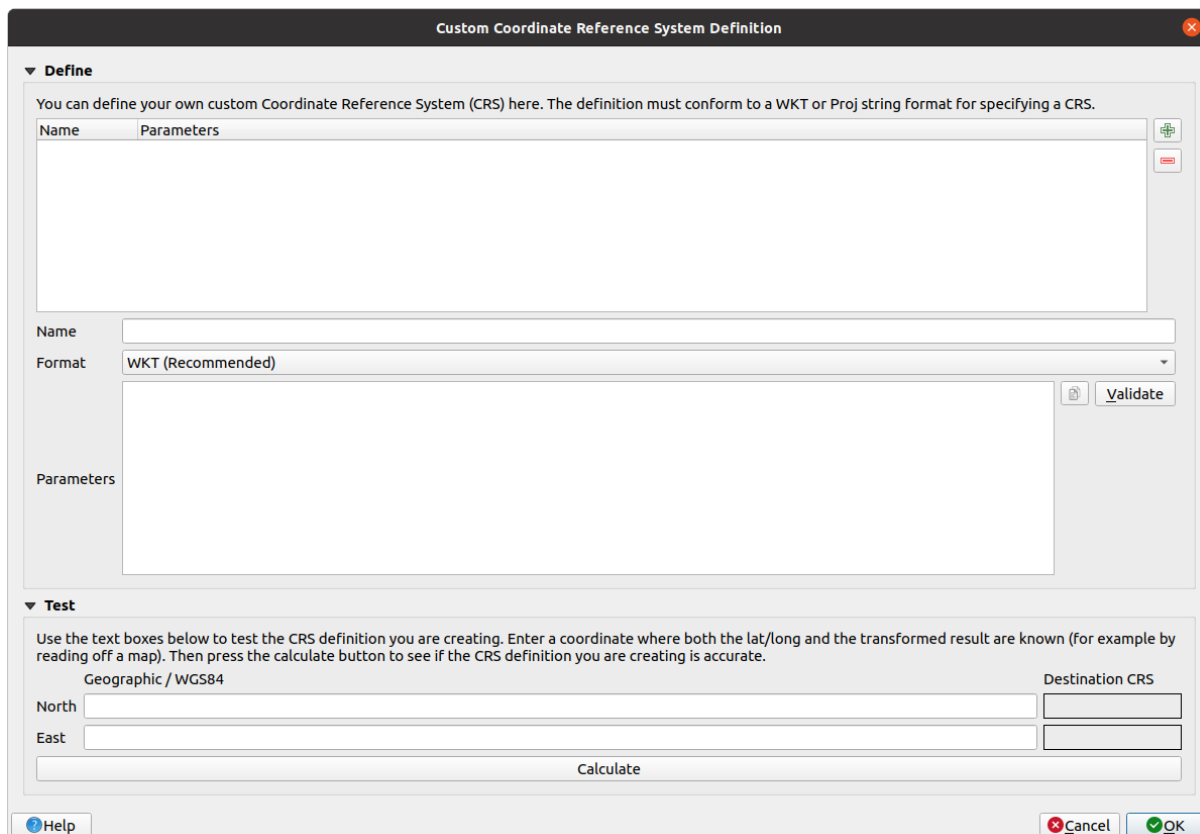 Custom Coordinate Reference System Definition
Define
You can define your own custom Coordinate Reference System (CRS) here. The definition must conform to a WKT or Proj string format for specifying a CRS.
Name Parameters
Name
Format WKT (Recommended)
Validate
Parameters
Test
Use the text boxes below to test the CRS definition you are creating. Enter a coordinate where both the lat/long and the transformed result are known (for example by
reading off a map). Then press the calculate button to see if the CRS definition you are creating is accurate.
Geographic / WGS84 Destination CRS
North
East
Calculate
Help Cancel OK